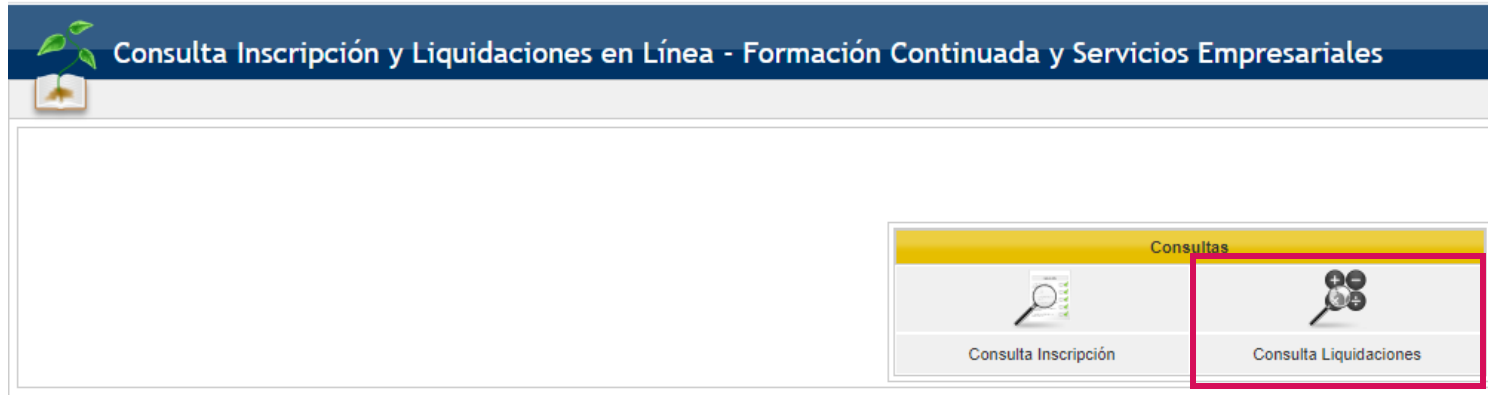 Consulta Inscripción y Liquidaciones en Línea - Formación Continuada y Servicios Empresariales
Consultas
Consulta Inscripción
Consulta Liquidaciones